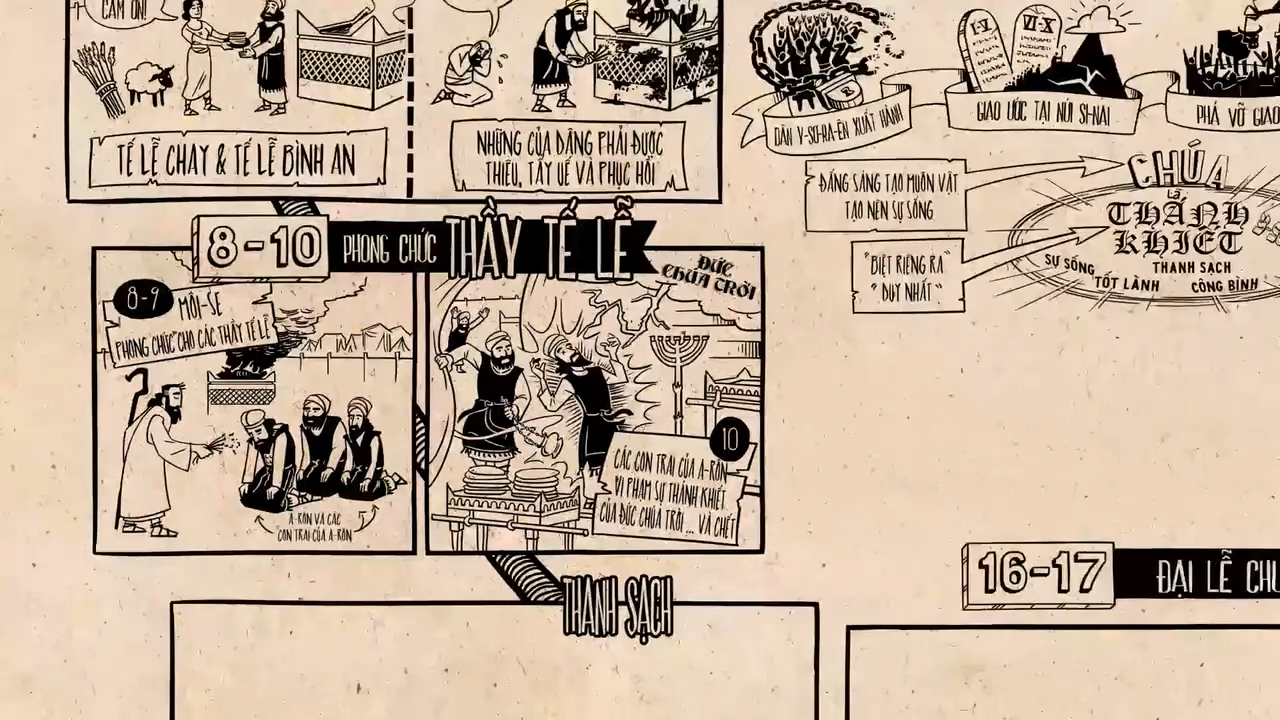 CẢM ƠN!
TẾ LỄ CHAY & TẾ LỄ BÌNH AN
NHỮNG CỦA DÂNG PHẢI ĐƯỢC
THIÊU, TẨY UẾ VÀ PHỤC HỒI
DÂN Y-SƠ-RA-ÊN XUẤT HÀNH
I-V
VI-X
GIAO ƯỚC TẠI NÚI SI-NAI
PHÁ VỠ GIAO
ĐẤNG SÁNG TẠO MUÔN VẬT
TẠO NÊN SỰ SỐNG
"BIỆT RIÊNG RA"
"DUY NHẤT"
CHÚA
LÀ
THÁNH
KHIẾT
SỰ SỐNG
THANH SẠCH
TỐT LÀNH
CÔNG BÌNH
8-10
PHONG CHỨC THẦY TẾ LỄ
8-9
MÔI-SE
"PHONG CHỨC" CHO CÁC THẦY TẾ LỄ
A-RÔN VÀ CÁC
CON TRAI CỦA A-RÔN
ĐỨC
CHÚA TRỜI
10
CÁC CON TRAI CỦA A-RÔN
VI PHẠM SỰ THÁNH KHIẾT
CỦA ĐỨC CHÚA TRỜI ... VÀ CHẾT
THANH SẠCH
16-17
ĐẠI LỄ CHU